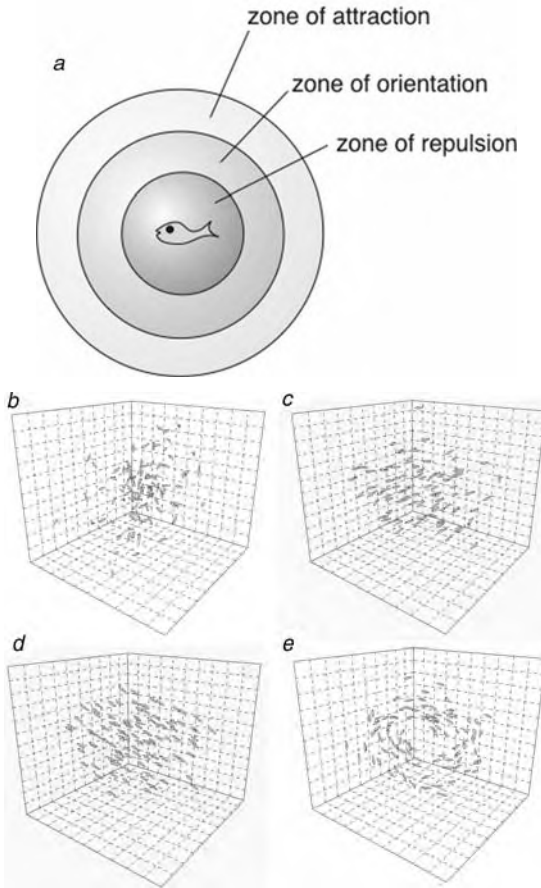 zone of attraction
a
zone of orientation
zone of repulsion
b
c
d
e